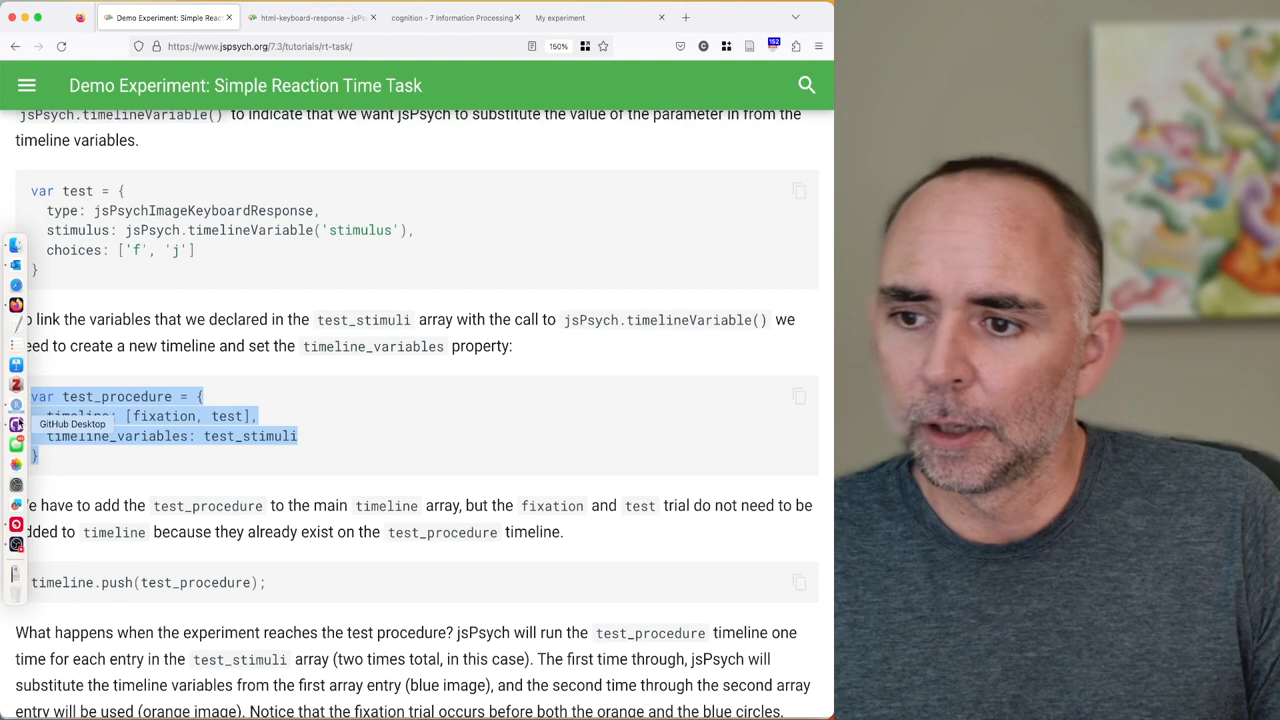 Demo Experiment: Simple Reac
html-keyboard-response - jsPs
cognition - 7 Information Processing
My experiment
https://www.jspsych.org/7.3/tutorials/rt-task/
150%
152
Demo Experiment: Simple Reaction Time Task
jsPsych.timelineVariable() to indicate that we want jsPsych to substitute the value of the parameter in from the
timeline variables.
var test = {
type: jsPsychImageKeyboardResponse,
stimulus: jsPsych.timelineVariable('stimulus'),
choices: ['f', 'j']
}
o link the variables that we declared in the test_stimuli array with the call to jsPsych.timelineVariable() we
eed to create a new timeline and set the timeline_variables property:
var test_procedure = {
timeline: [fixation, test],
GitHub Desktop
timeline_variables: test_stimuli
}
e have to add the test_procedure to the main timeline array, but the fixation and test trial do not need to be
dded to timeline because they already exist on the test_procedure timeline.
timeline.push(test_procedure);
What happens when the experiment reaches the test procedure? jsPsych will run the test_procedure timeline one
time for each entry in the test_stimuli array (two times total, in this case). The first time through, jsPsych will
substitute the timeline variables from the first array entry (blue image), and the second time through the second array
entry will be used (orange image). Notice that the fixation trial occurs before both the orange and the blue circles,